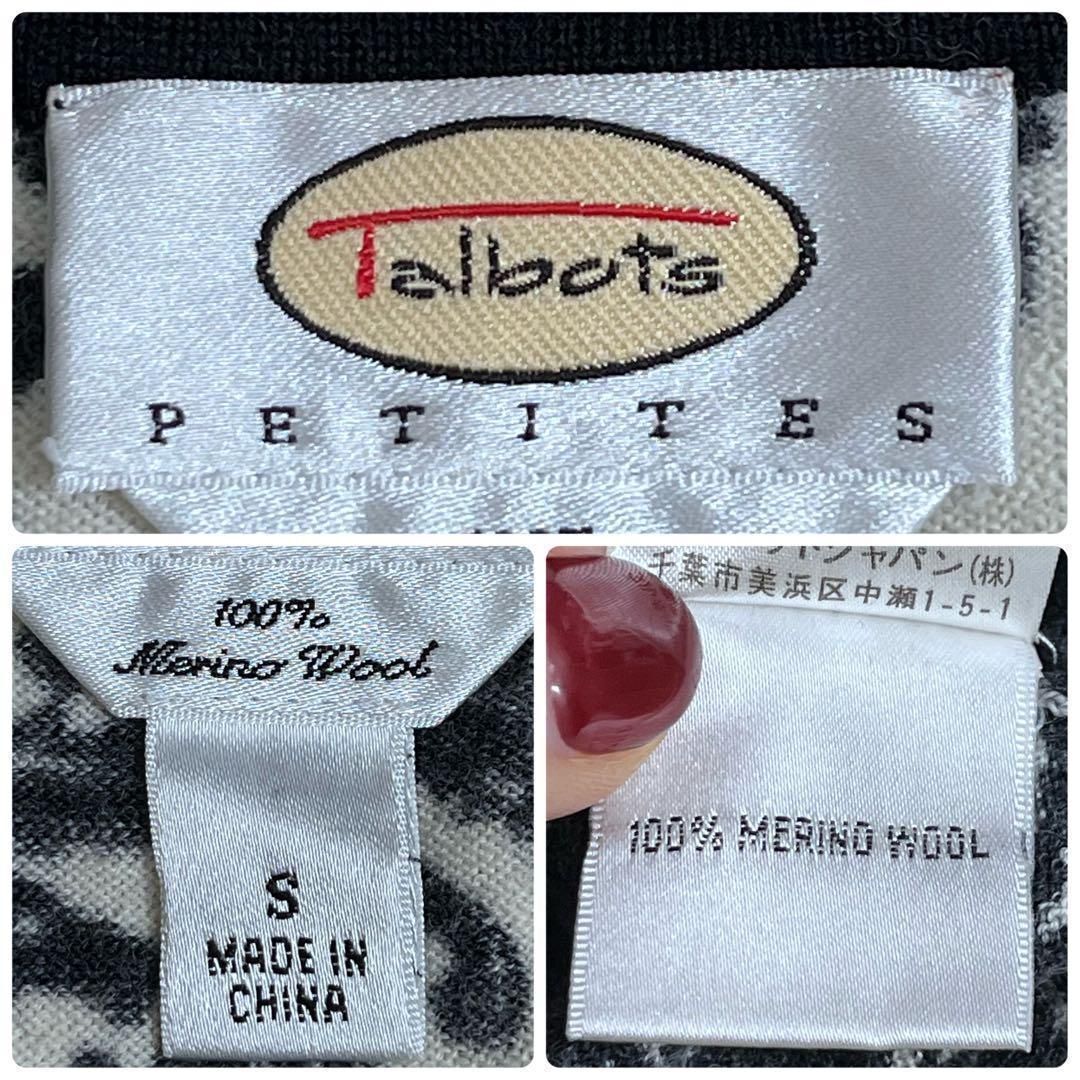 Talbots
PETITES
100%
Merino Wool
S
MADE IN
CHINA
ジャパン(株)
千葉市美浜区中瀬1-5-1
100% MERINO WOOL